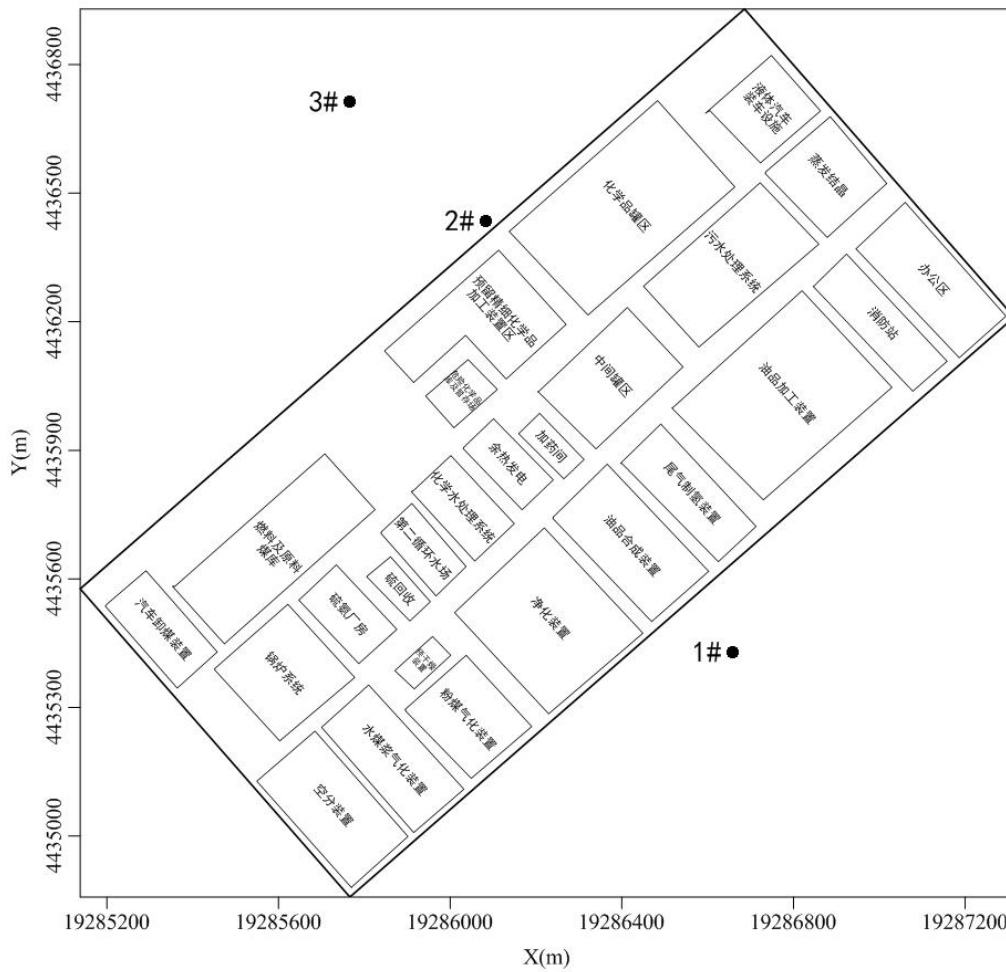 3#
2#
1#
液体汽车
装车设施
蒸发结晶
化学品罐区
污水处理系统
办公区
消防站
预留精细化学品
加工装置区
中间罐区
油品加工装置
加药间
余热发电
尾气制氢装置
化学水处理系统
油品合成装置
燃料及原料
煤库
第二循环水场
硫回收
净化装置
硫氨厂房
汽车卸煤装置
锅炉系统
装置
粉煤气化装置
水煤浆气化装置
空分装置
Y(m)
4436800
4436500
4436200
4435900
4435600
4435300
4435000
19285200
19285600
19286000
19286400
19286800
19287200
X(m)